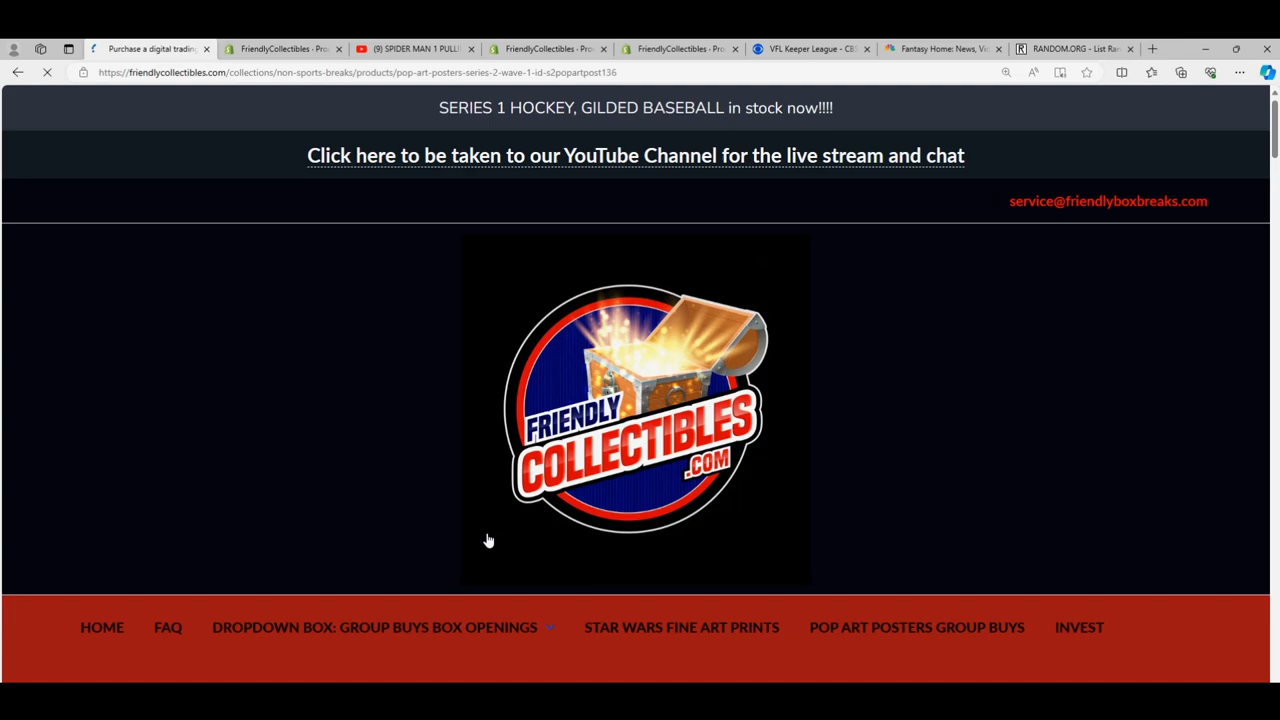 Purchase a digital trading
FriendlyCollectibles - Pro
(9) SPIDER MAN 1 PULLI
FriendlyCollectibles - Pro
FriendlyCollectibles - Pro
VFL Keeper League - CBS
Fantasy Home: News, Vi
RANDOM.ORG - List Ran
https://friendlycollectibles.com/collections/non-sports-breaks/products/pop-art-posters-series-2-wave-1-id-s2popartpost136
SERIES 1 HOCKEY, GILDED BASEBALL in stock now!!!!
Click here to be taken to our YouTube Channel for the live stream and chat
service@friendlyboxbreaks.com
FRIENDLY
COLLECTIBLES
.COM
HOME FAQ DROPDOWN BOX: GROUP BUYS BOX OPENINGS STAR WARS FINE ART PRINTS POP ART POSTERS GROUP BUYS INVEST